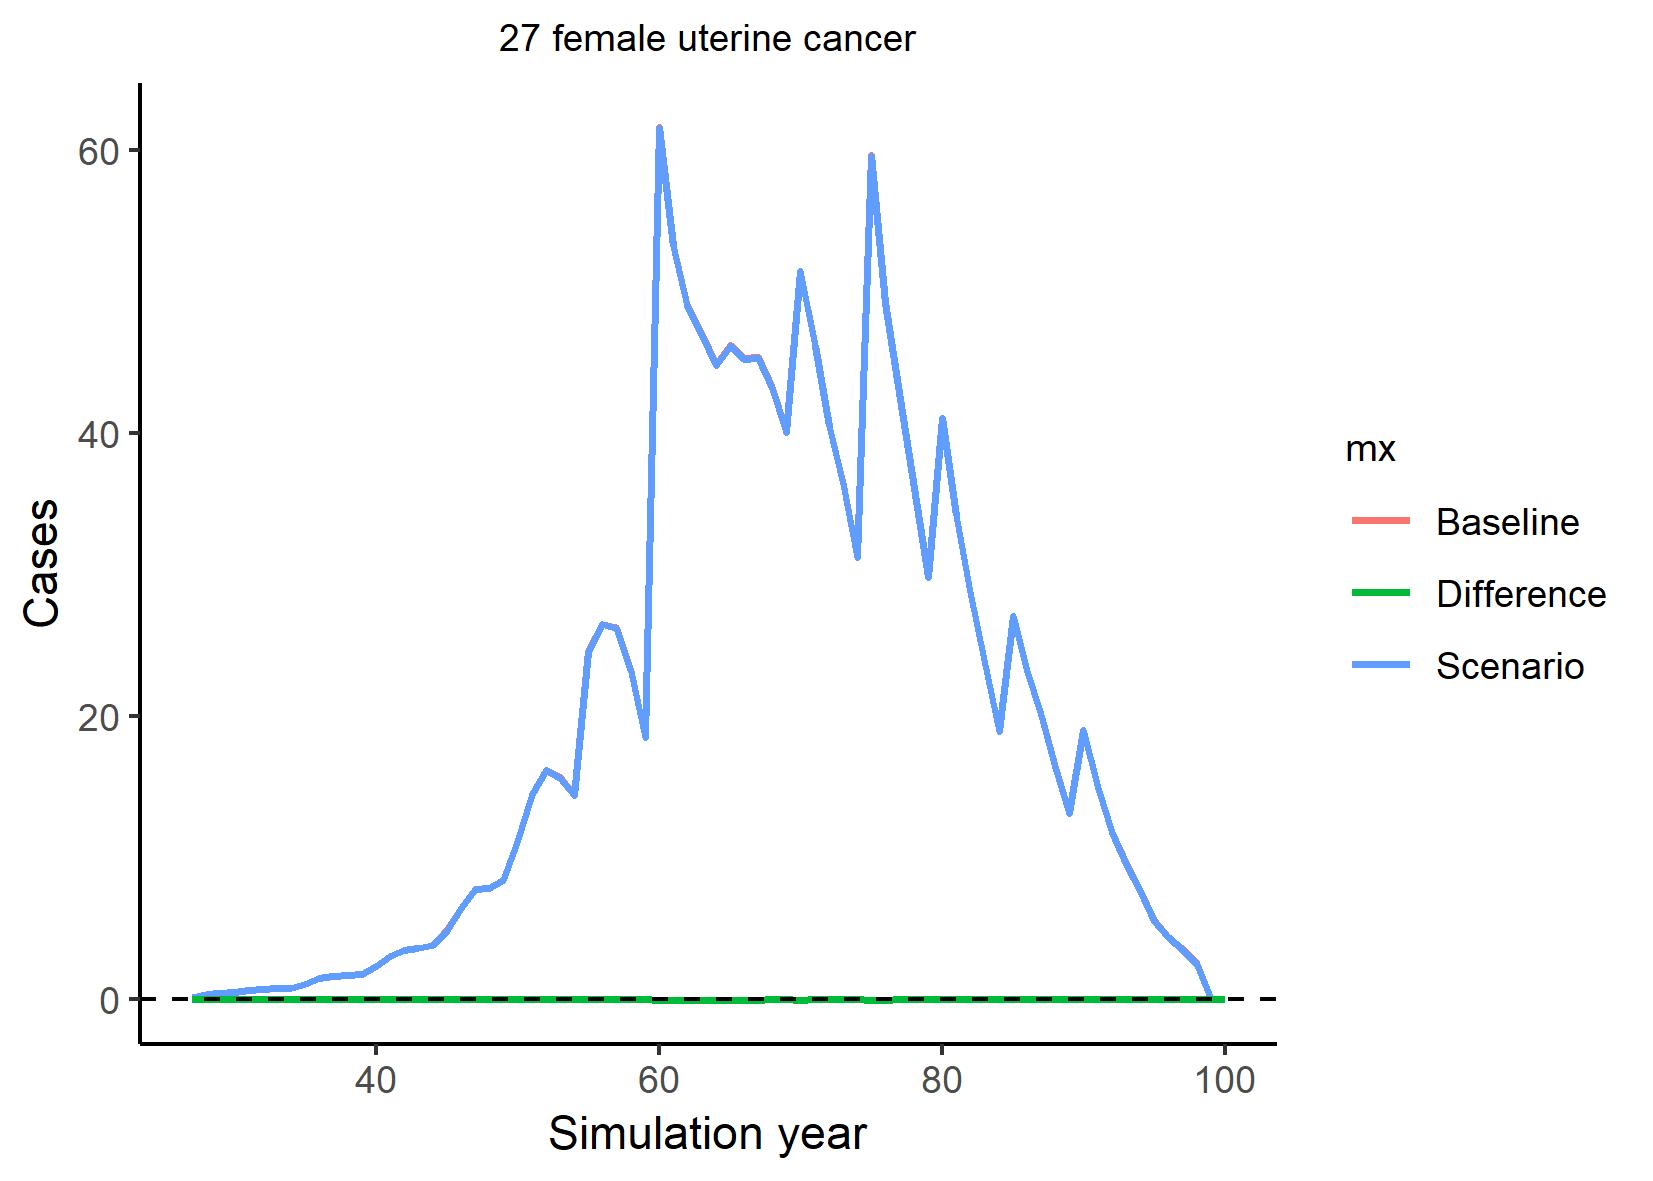 27 female uterine cancer
60
40
20
0
Cases
40 60 80 100
Simulation year
mx
Baseline
Difference
Scenario